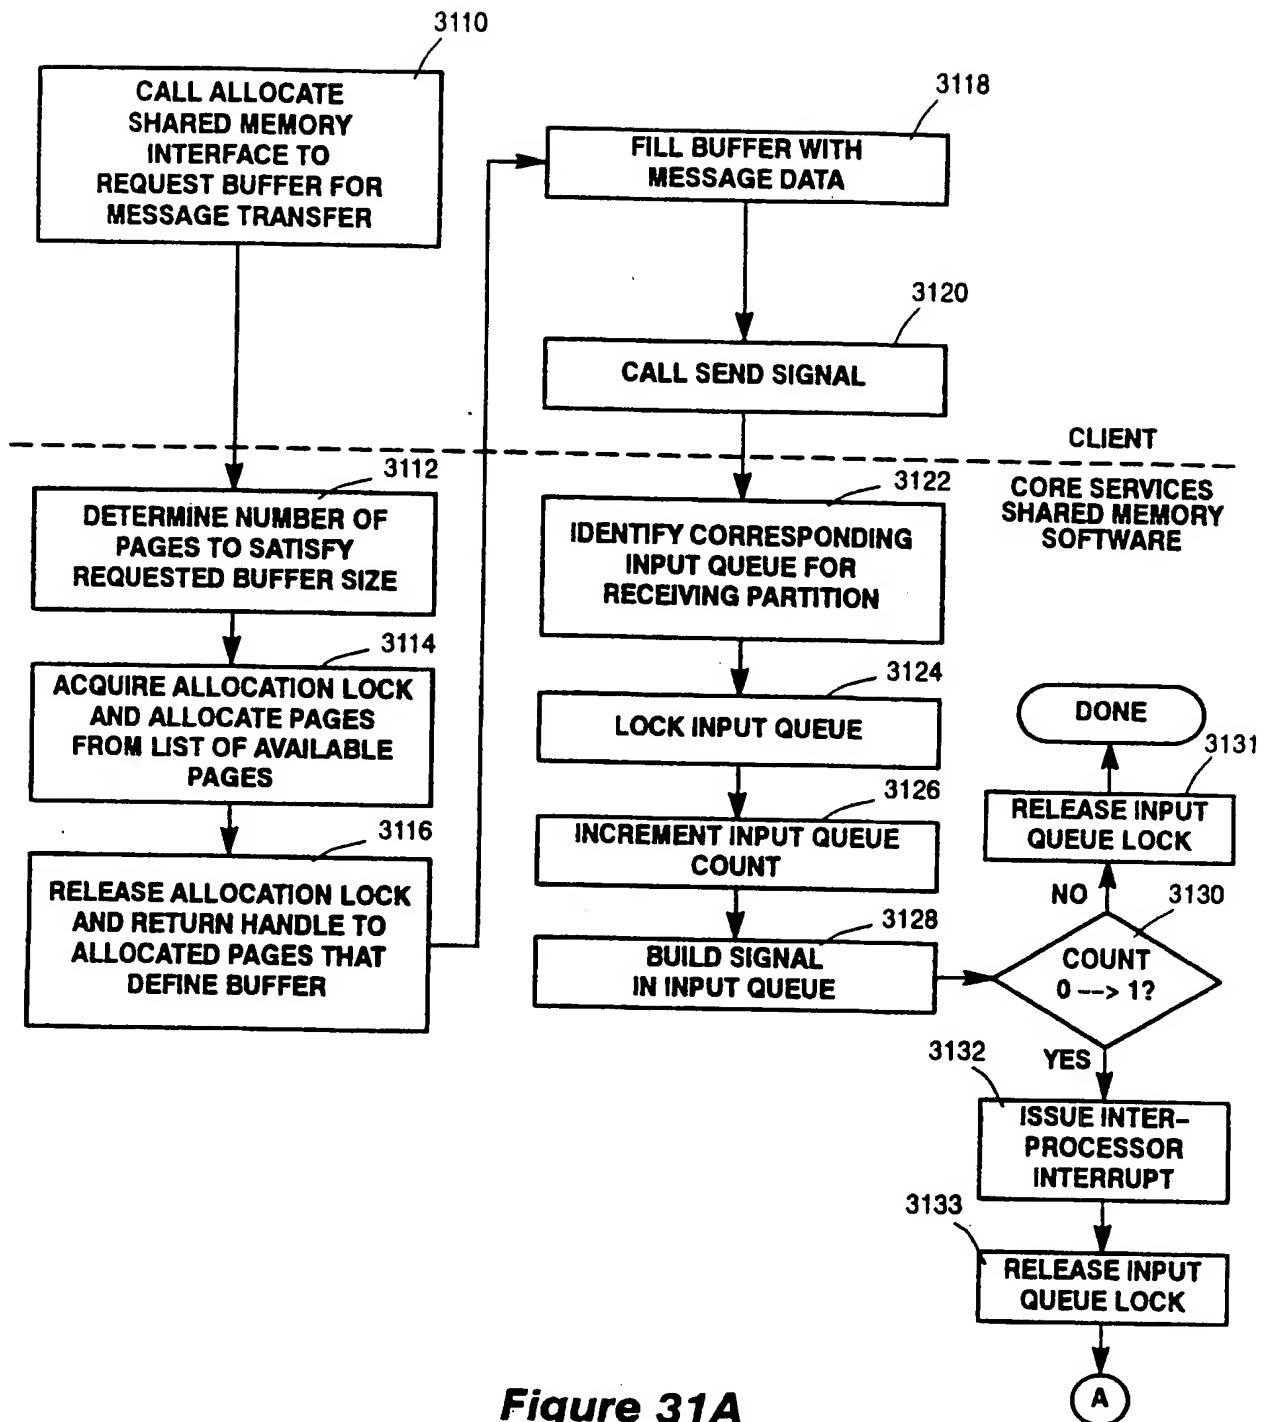 3110
CALL ALLOCATE
SHARED MEMORY
INTERFACE TO
REQUEST BUFFER FOR
MESSAGE TRANSFER
3112
DETERMINE NUMBER OF
PAGES TO SATISFY
REQUESTED BUFFER SIZE
3114
ACQUIRE ALLOCATION LOCK
AND ALLOCATE PAGES
FROM LIST OF AVAILABLE
PAGES
3116
RELEASE ALLOCATION LOCK
AND RETURN HANDLE TO
ALLOCATED PAGES THAT
DEFINE BUFFER
3118
FILL BUFFER WITH
MESSAGE DATA
3120
CALL SEND SIGNAL
CLIENT
CORE SERVICES
SHARED MEMORY
SOFTWARE
3122
IDENTIFY CORRESPONDING
INPUT QUEUE FOR
RECEIVING PARTITION
3124
LOCK INPUT QUEUE
3126
INCREMENT INPUT QUEUE
COUNT
3128
BUILD SIGNAL
IN INPUT QUEUE
3130
COUNT
0 --> 1?
NO
3131
RELEASE INPUT
QUEUE LOCK
DONE
YES
3132
ISSUE INTER-
PROCESSOR
INTERRUPT
3133
RELEASE INPUT
QUEUE LOCK
A
Figure 31A